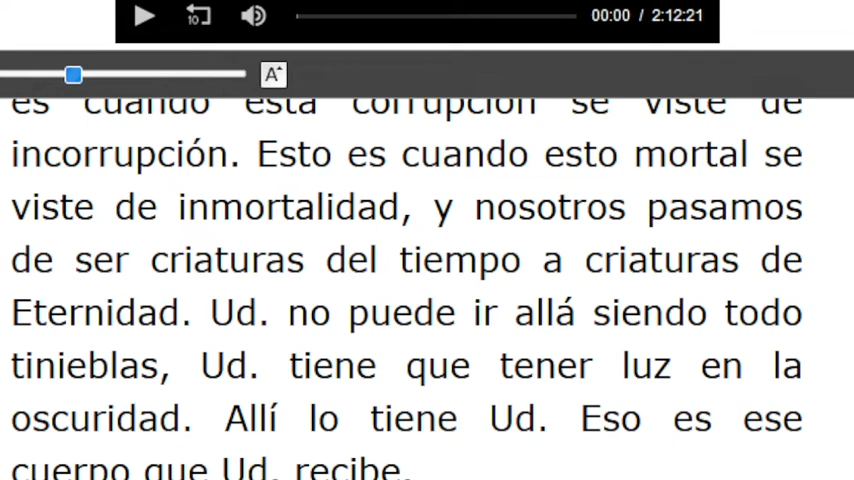 10
00:00 / 2:12:21
A
es cuando esta corrupción se viste de
incorrupción. Esto es cuando esto mortal se
viste de inmortalidad, y nosotros pasamos
de ser criaturas del tiempo a criaturas de
Eternidad. Ud. no puede ir allá siendo todo
tinieblas, Ud. tiene que tener luz en la
oscuridad. Allí lo tiene Ud. Eso es ese
cuerpo que Ud. recibe.